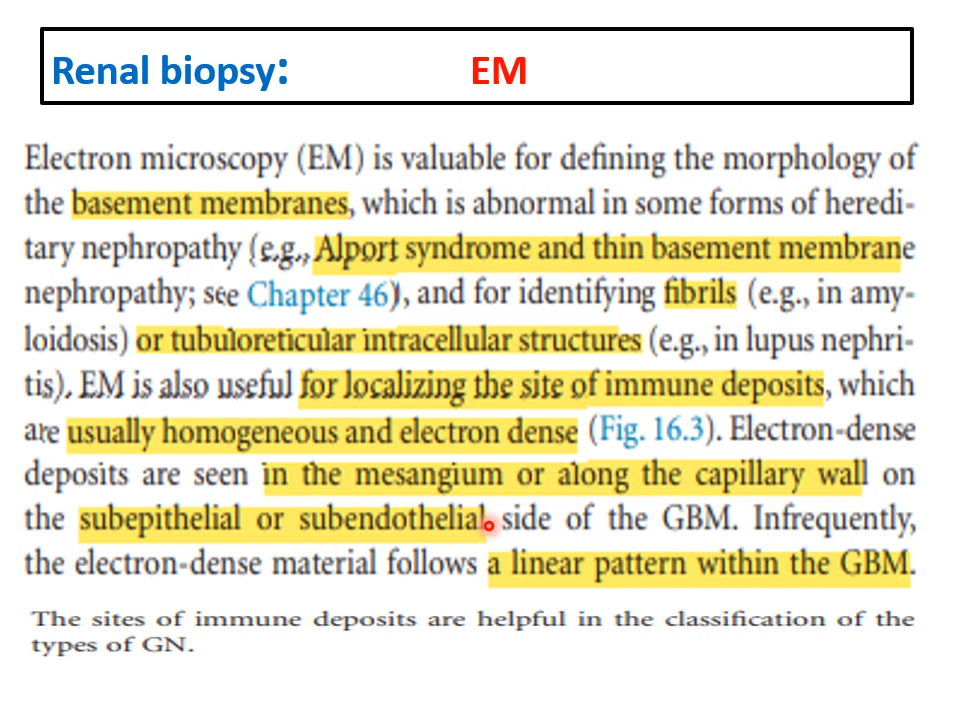 Renal biopsy: EM
Electron microscopy (EM) is valuable for defining the morphology of
the basement membranes, which is abnormal in some forms of heredi-
tary nephropathy (e.g., Alport syndrome and thin basement membrane
nephropathy; see Chapter 46), and for identifying fibrils (e.g., in amy-
loidosis) or tubuloreticular intracellular structures (e.g., in lupus nephri-
tis). EM is also useful for localizing the site of immune deposits, which
are usually homogeneous and electron dense (Fig. 16.3). Electron-dense
deposits are seen in the mesangium or along the capillary wall on
the subepithelial or subendothelial side of the GBM. Infrequently,
the electron-dense material follows a linear pattern within the GBM.
The sites of immune deposits are helpful in the classification of the
types of GN.